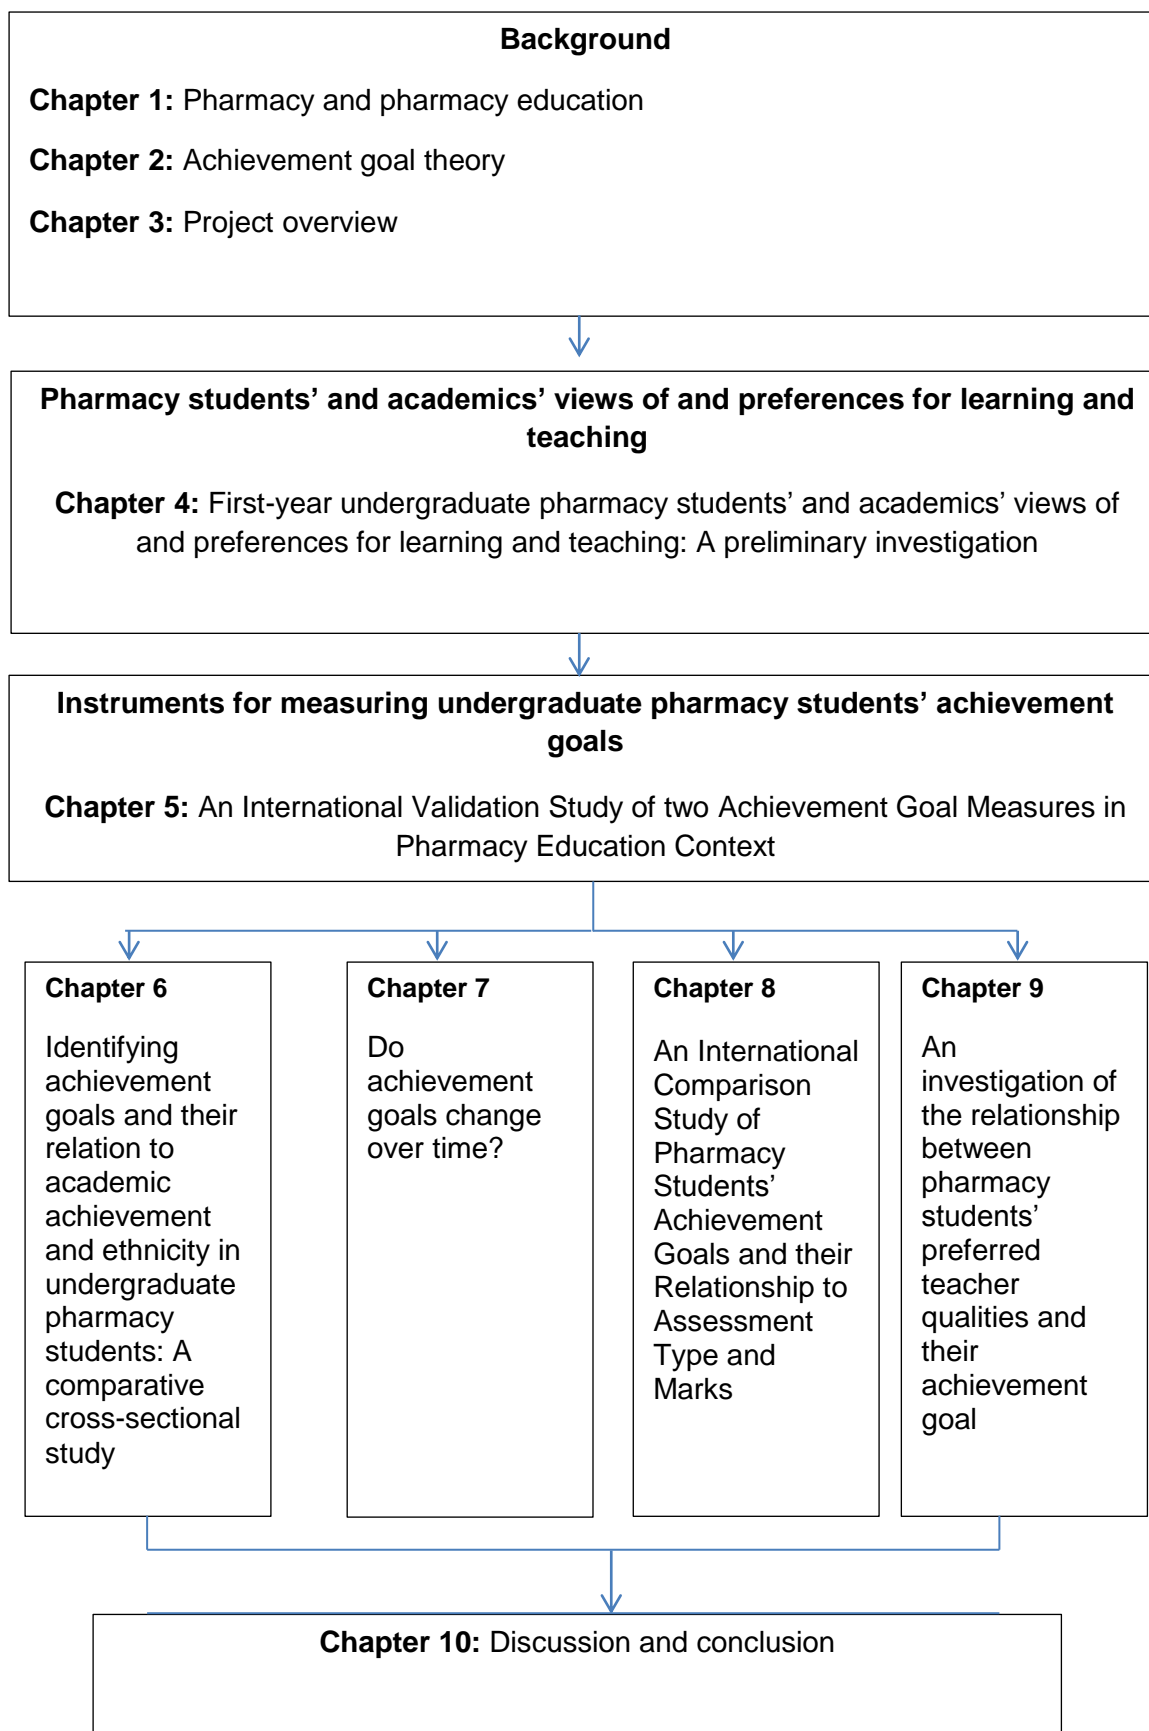 Background
Chapter 1: Pharmacy and pharmacy education
Chapter 2: Achievement goal theory
Chapter 3: Project overview
Pharmacy students’ and academics’ views of and preferences for learning and
teaching
Chapter 4: First-year undergraduate pharmacy students’ and academics’ views of
and preferences for learning and teaching: A preliminary investigation
Instruments for measuring undergraduate pharmacy students’ achievement
goals
Chapter 5: An International Validation Study of two Achievement Goal Measures in
Pharmacy Education Context
Chapter 6
Identifying
achievement
goals and their
relation to
academic
achievement
and ethnicity in
undergraduate
pharmacy
students: A
comparative
cross-sectional
study
Chapter 7
Do
achievement
goals change
over time?
Chapter 8
An International
Comparison
Study of
Pharmacy
Students’
Achievement
Goals and their
Relationship to
Assessment
Type and
Marks
Chapter 9
An
investigation of
the relationship
between
pharmacy
students’
preferred
teacher
qualities and
their
achievement
goal
Chapter 10: Discussion and conclusion